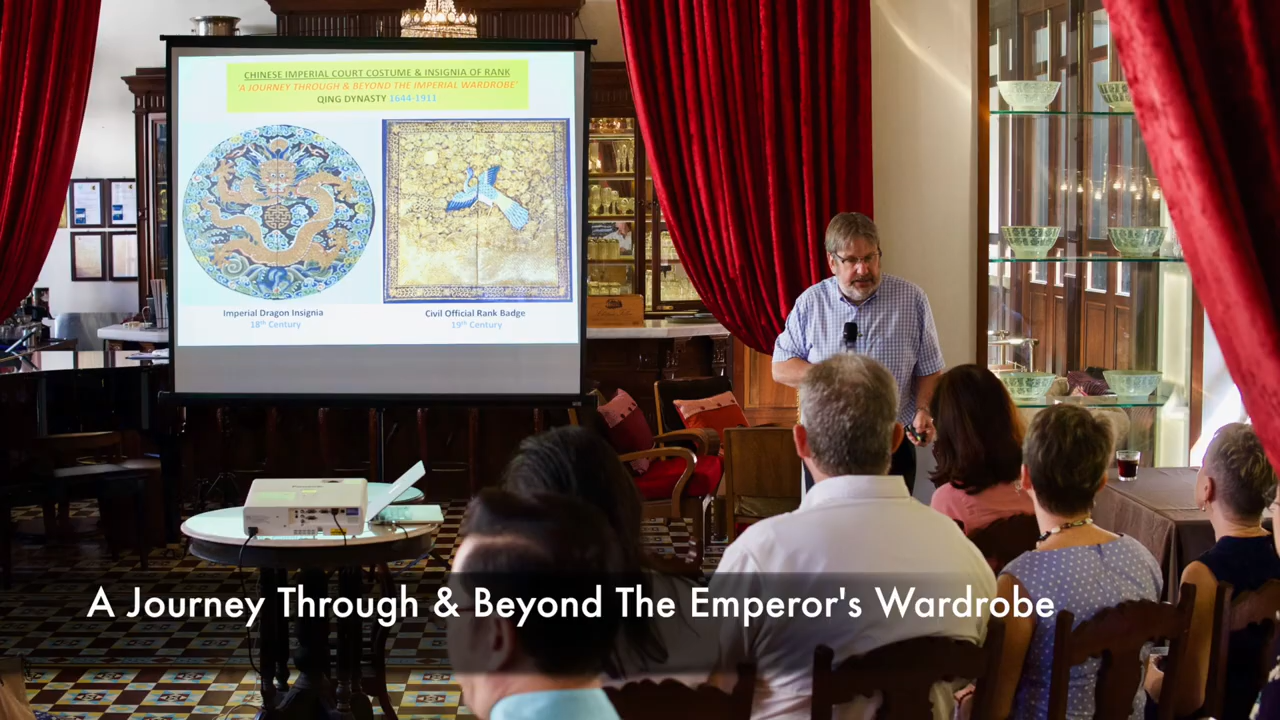 CHINESE IMPERIAL COURT COSTUME & INSIGNIA OF RANK
'A JOURNEY THROUGH & BEYOND THE IMPERIAL WARDROBE'
QING DYNASTY 1644-1911
Imperial Dragon Insignia
18th Century
Civil Official Rank Badge
19th Century
A Journey Through & Beyond The Emperor's Wardrobe